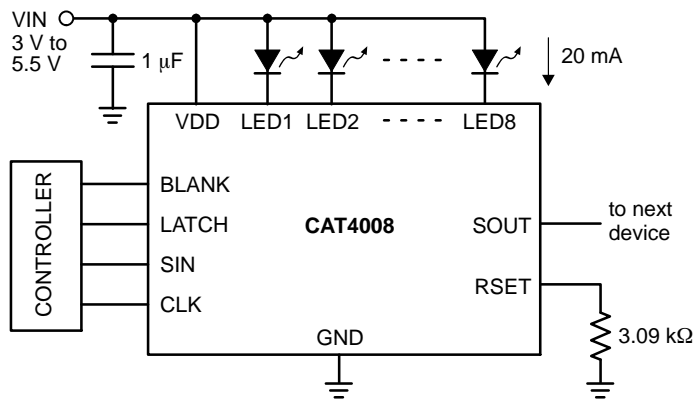 VIN
3 V to
5.5 V
1 μF
20 mA
VDD LED1 LED2 LED8
CONTROLLER
BLANK
LATCH
SIN
CLK
CAT4008
SOUT
to next
device
RSET
GND
3.09 kΩ